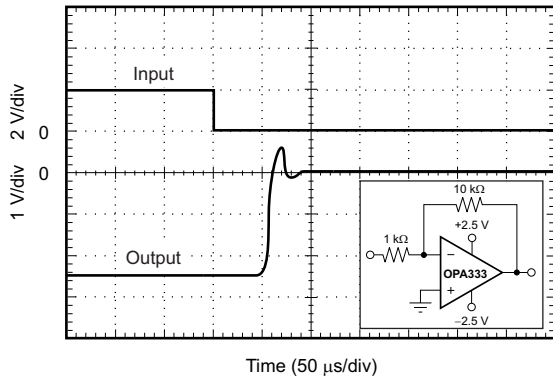 Input
2 V/div
0
1 V/div
0
Output
10 kΩ
+2.5 V
1 kΩ
−
OPA333
+
−2.5 V
Time (50 μs/div)